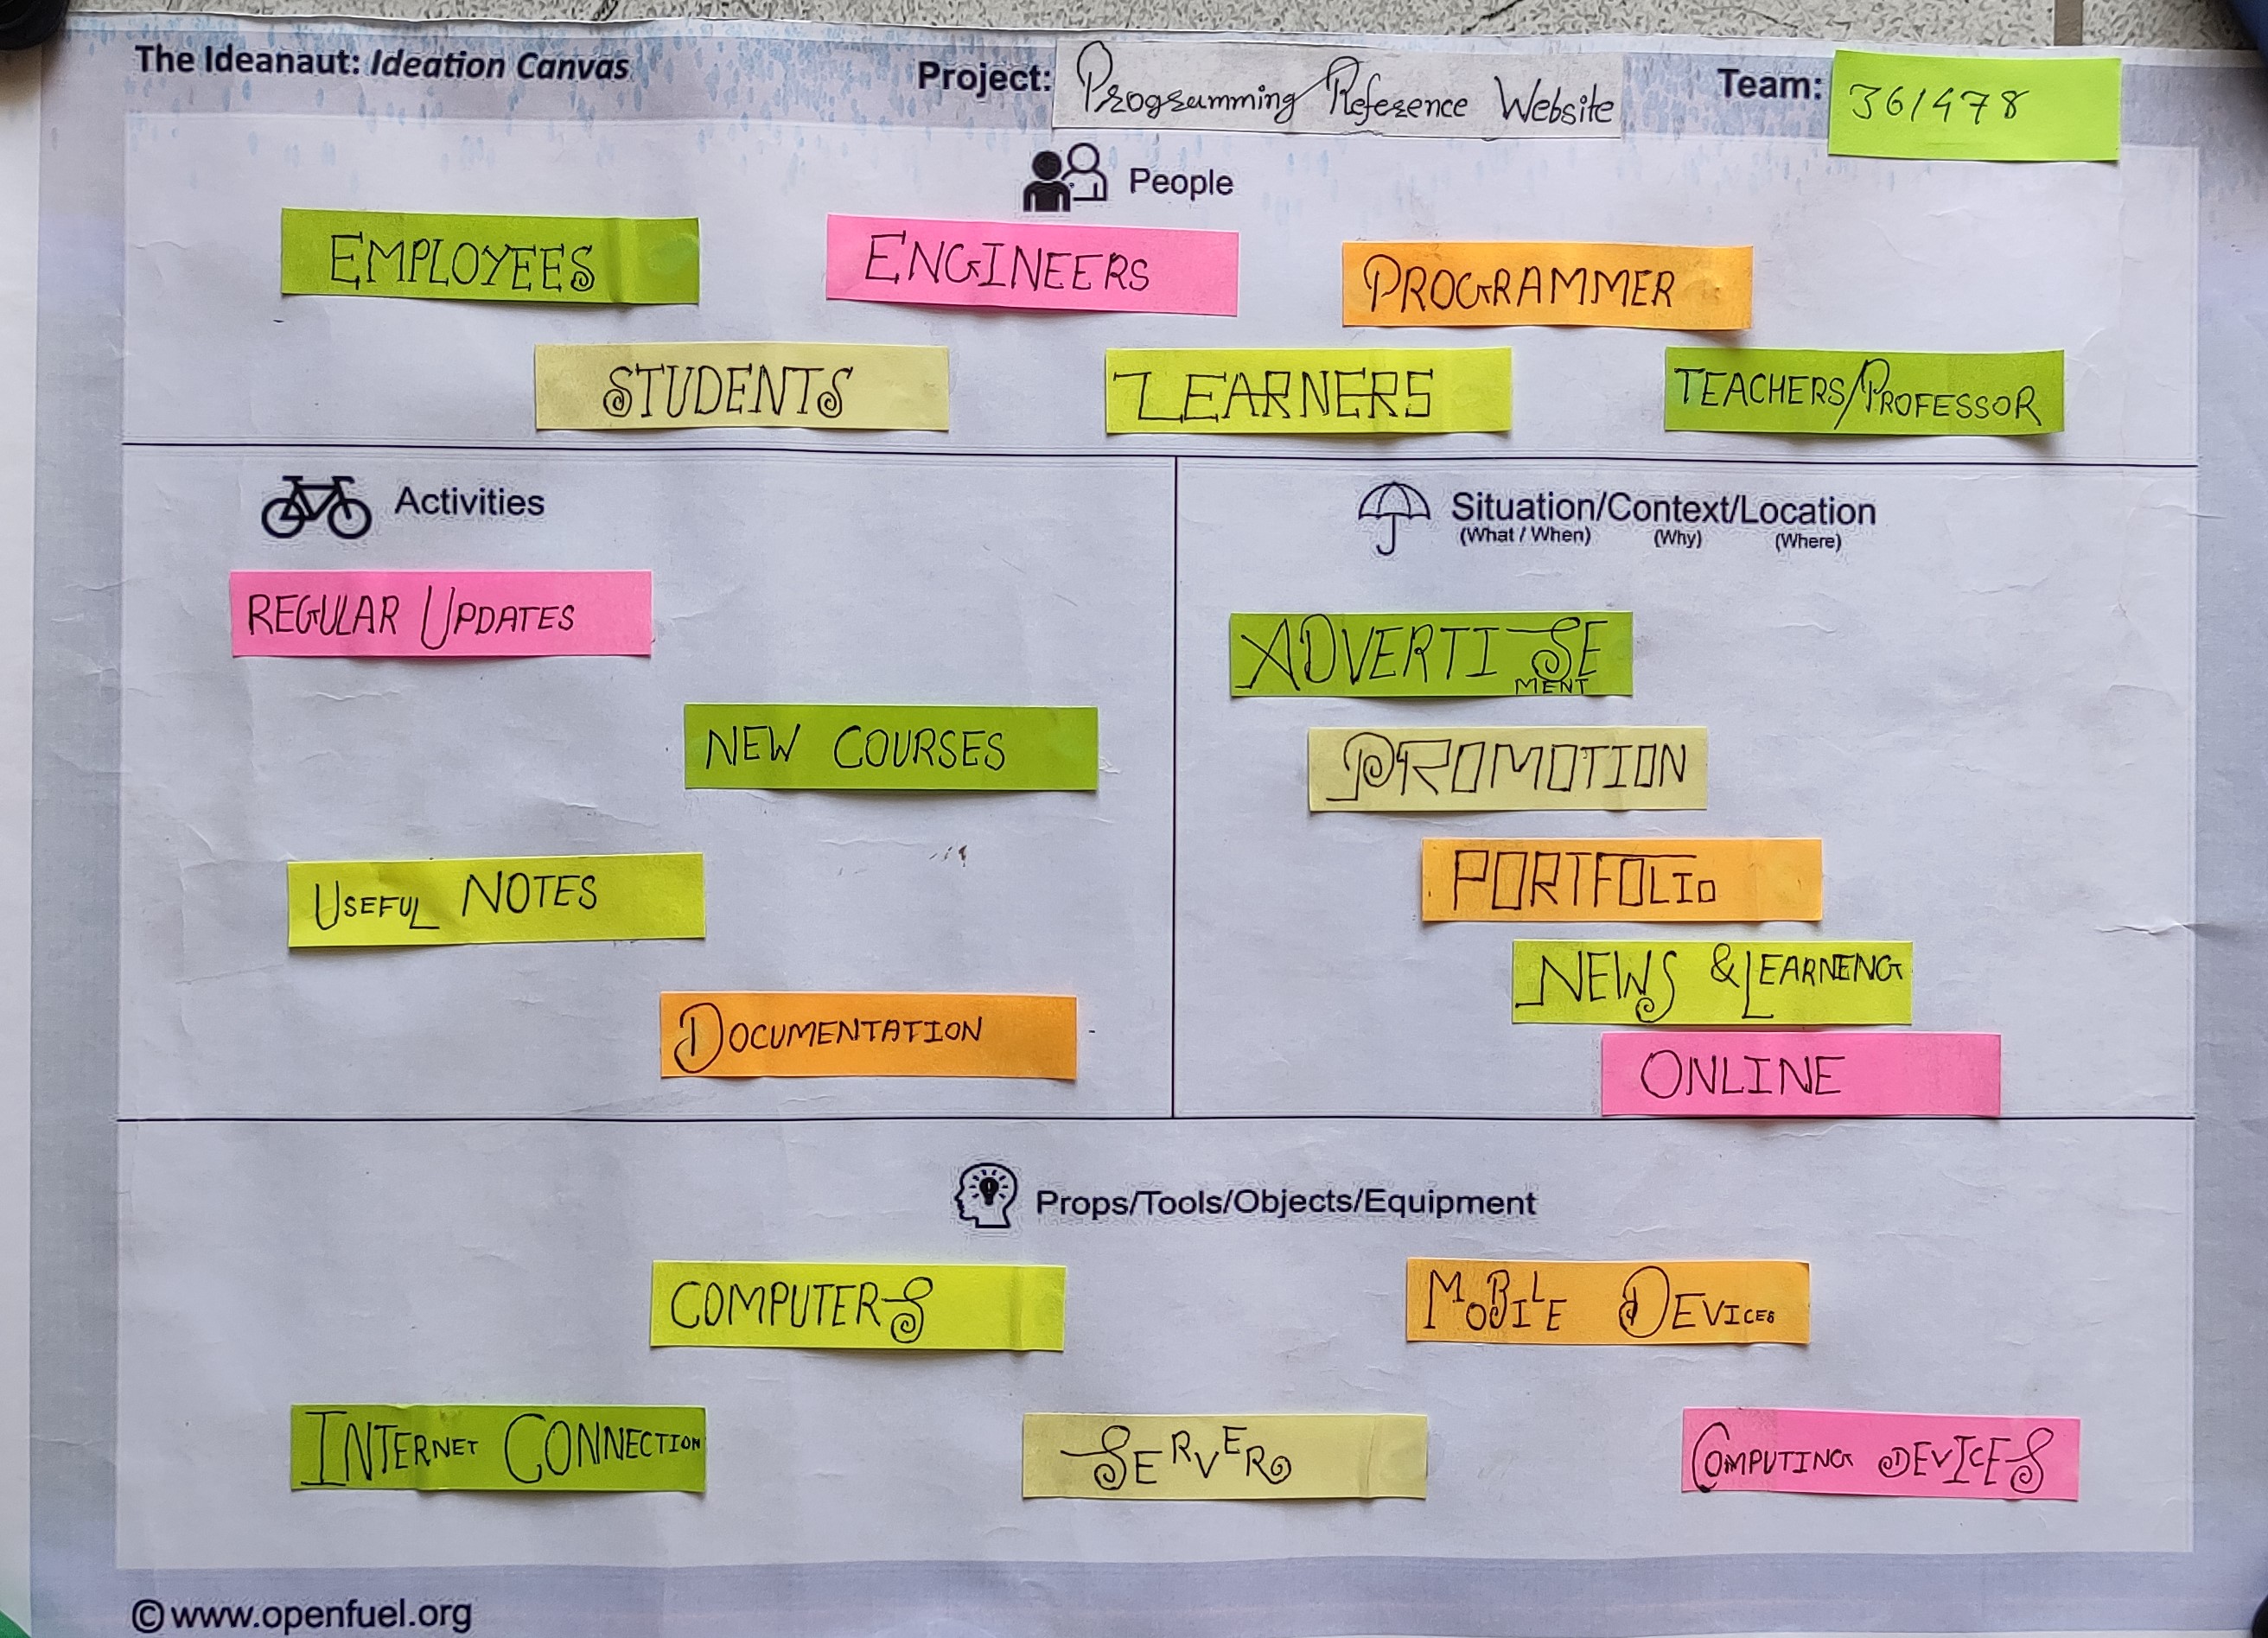 The Ideanaut: Ideation Canvas
Project: Programming Reference Website
Team: 361478
People
EMPLOYEES
ENGINEERS
PROGRAMMER
STUDENTS
LEARNERS
TEACHERS/PROFESSOR
Activities
REGULAR UPDATES
NEW COURSES
USEFUL NOTES
DOCUMENTATION
Situation/Context/Location
(What / When) (Why) (Where)
ADVERTISE
MENT
PROMOTION
PORTFOLIO
NEWS & LEARNENG
ONLINE
Props/Tools/Objects/Equipment
COMPUTERS
MOBILE DEVICES
INTERNET CONNECTION
SERVER
COMPUTING DEVICES
©www.openfuel.org